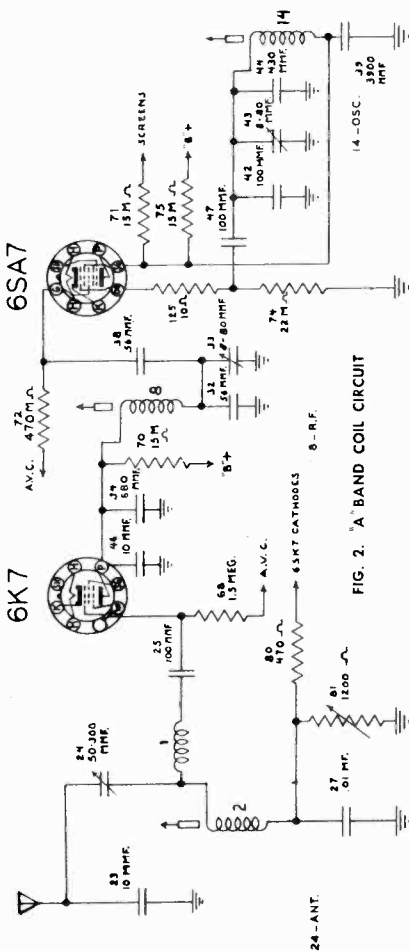 6K7
6SA7
23
10 MMF.
24
50-300
MMF.
1
2
25
100 MMF
68
1.5 MEG.
A.V.C.
27
.01 MF.
80
470 Ω
6SK7 CATHODES
81
1200
Ω
46
10 MMF.
34
680
MMF
70
15 M
Ω
"B"+
8
A.V.C.
72
470 M
Ω
38
56 MMF.
32
56 MMF.
33
8-80 MMF
71
15 M
Ω
SCREENS
75
15 M
Ω
"B"+
125
10
Ω
74
22 M
Ω
47
100 MMF.
42
100 MMF.
43
8-80
MMF.
44
430
MMF.
14
39
3900
MMF
24-ANT.
8-R.F.
14-OSC.
FIG. 2. "A" BAND COIL CIRCUIT